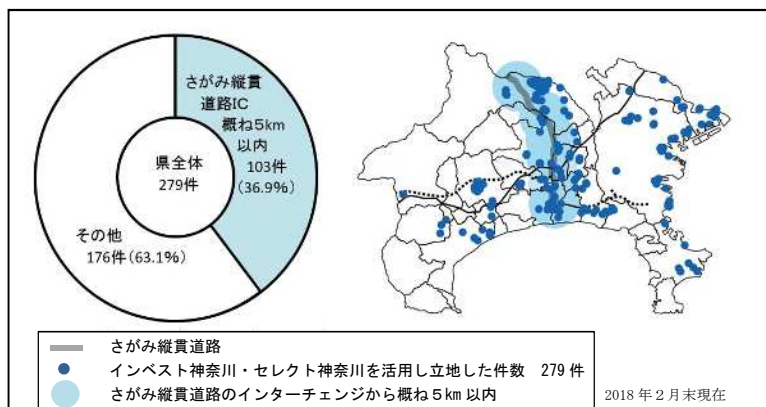 さがみ縦貫
道路IC
概ね5km
以内
103件
(36.9%)
県全体
279件
その他
176件(63.1%)
さがみ縦貫道路
インベスト神奈川・セレクト神奈川を活用し立地した件数　279 件
さがみ縦貫道路のインターチェンジから概ね5km 以内
2018 年２月末現在